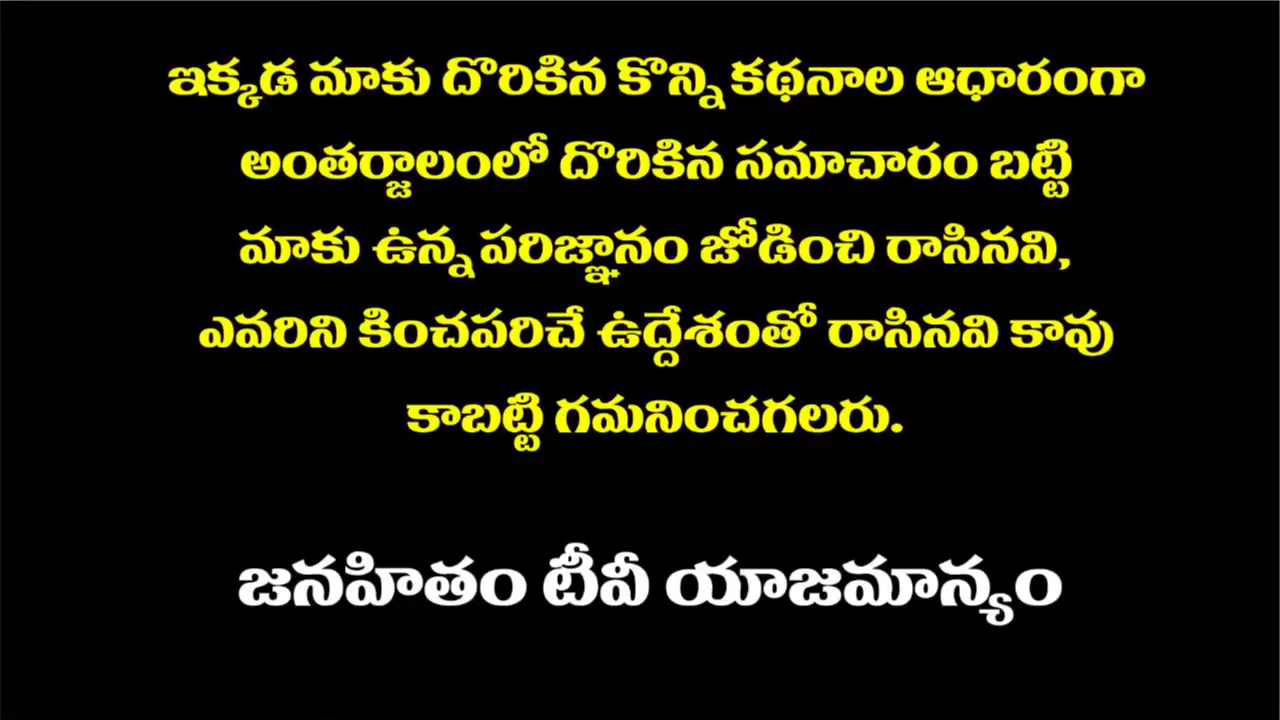 ఇక్కడ మాకు దొరికిన కొన్ని కథనాల ఆధారంగా
అంతర్జాలంలో దొరికిన సమాచారం బట్టి
మాకు ఉన్న పరిజ్ఞానం జోడించి రాసినవి,
ఎవరిని కించపరిచే ఉద్దేశంతో రాసినవి కావు
కాబట్టి గమనించగలరు.
జనహితం టీవీ యాజమాన్యం